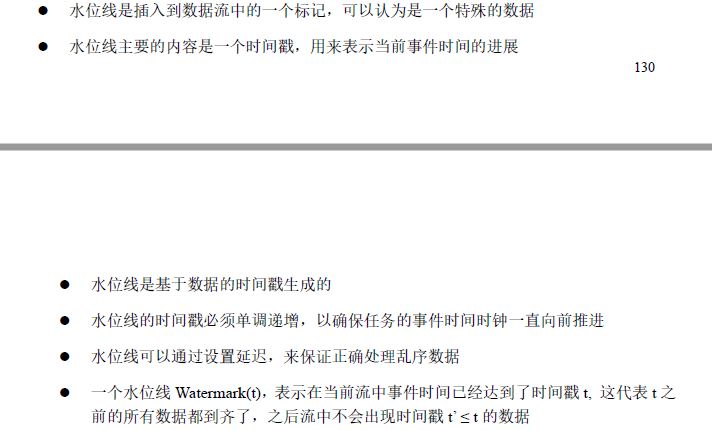 ● 水位线是插入到数据流中的一个标记，可以认为是一个特殊的数据
● 水位线主要的内容是一个时间戳，用来表示当前事件时间的进展
130
● 水位线是基于数据的时间戳生成的
● 水位线的时间戳必须单调递增，以确保任务的事件时间时钟一直向前推进
● 水位线可以通过设置延迟，来保证正确处理乱序数据
● 一个水位线 Watermark(t)，表示在当前流中事件时间已经达到了时间戳 t, 这代表 t 之
前的所有数据都到齐了，之后流中不会出现时间戳 t’ ≤ t 的数据